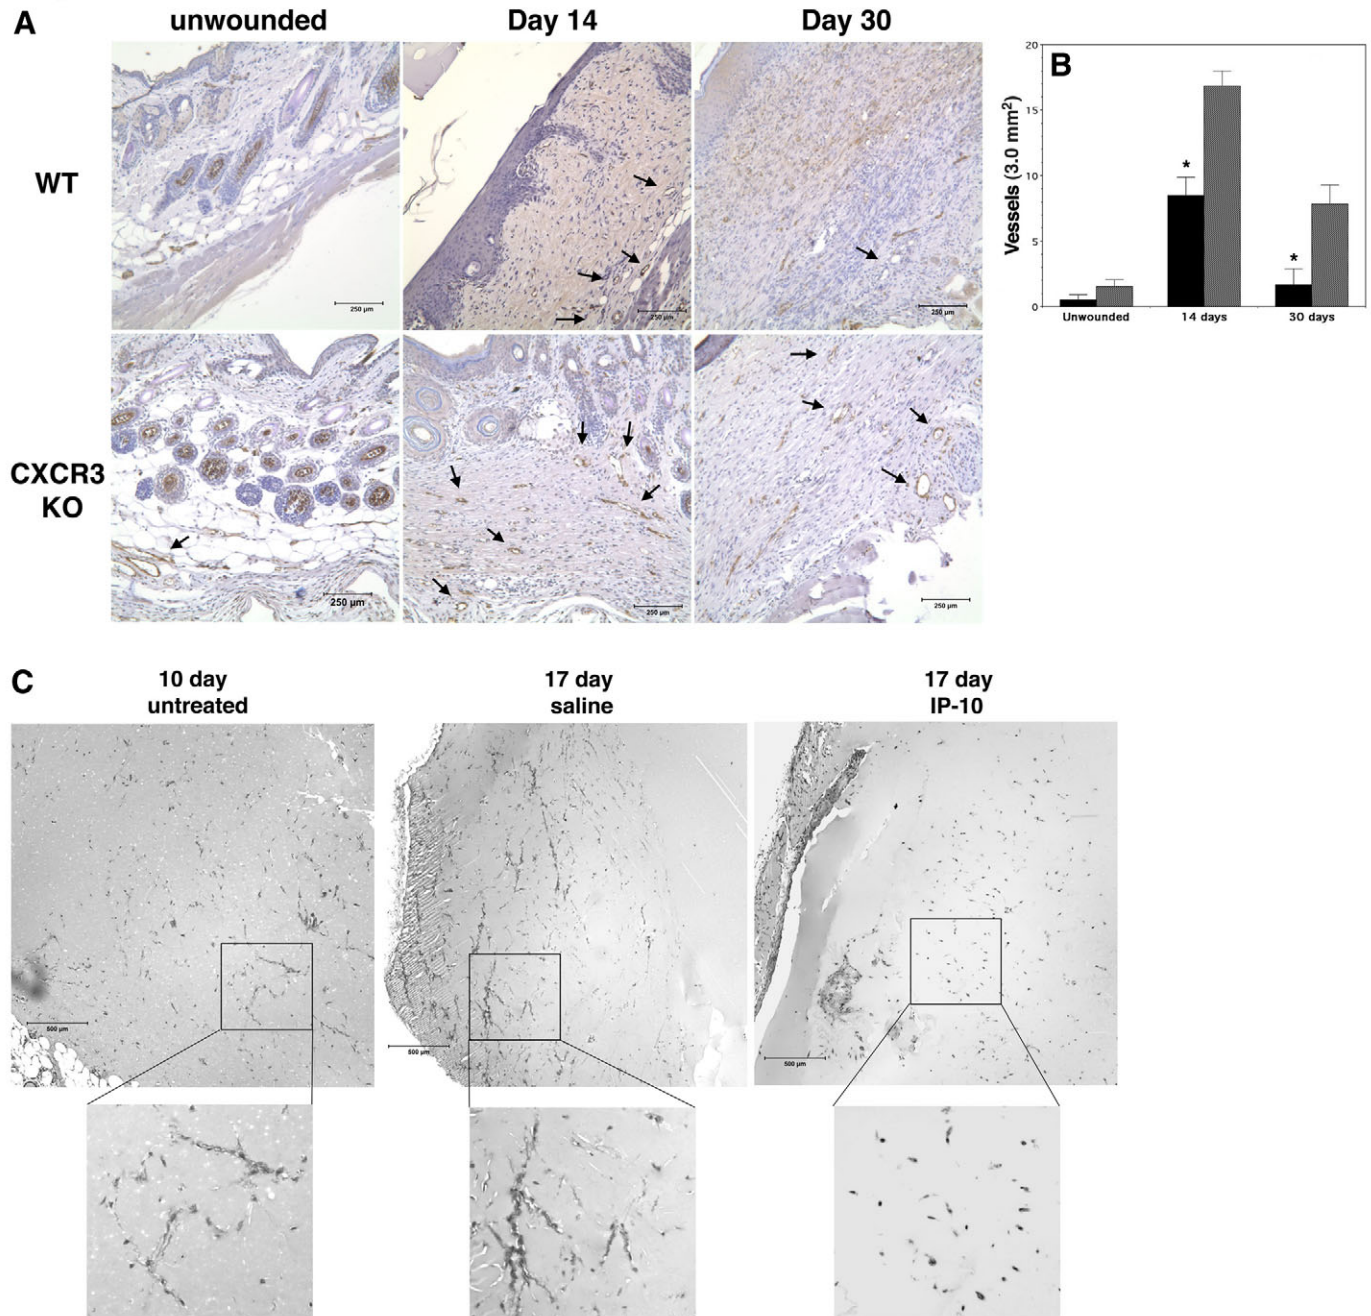 A
unwounded
Day 14
Day 30
WT
250 µm
250 µm
250 µm
CXCR3
KO
250 µm
250 µm
250 µm
B
Vessels (3.0 mm²)
20
15
10
5
0
*
*
Unwounded
14 days
30 days
C
10 day
untreated
17 day
saline
17 day
IP-10
500 µm
500 µm
500 µm